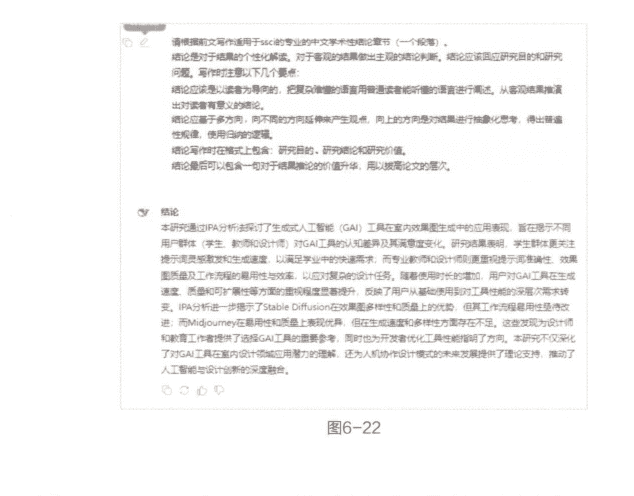 请根据前文写作适用于ssci的专业的中文学术性结论章节（一个段落）。
结论是对于结果的个性化解读。对于客观的结果做出主观的结论判断。结论应该回应研究目的和研究
问题。写作时注意以下几个要点：
结论应该是以读者为导向的，把复杂难懂的语言用普通读者能听懂的语言进行阐述。从客观结果推演
出对读者有意义的结论。
结论应基于多方向，向不同的方向延伸来产生观点，向上的方向是对结果进行抽象化思考，得出普遍
性规律，使用归纳的逻辑。
结论写作时在格式上包含：研究目的、研究结论和研究价值。
结论最后可以包含一句对于结果推论的价值升华，用以拔高论文的层次。
结论
本研究通过IPA分析法探讨了生成式人工智能（GAI）工具在室内效果图生成中的应用表现，旨在揭示不同
用户群体（学生、教师和设计师）对GAI工具的认知差异及其满意度变化。研究结果表明，学生群体更关注
提示词灵感激发和生成速度，以满足学业中的快速需求，而专业教师和设计师则更重视提示词准确性、效果
图质量及工作流程的易用性与效率，以应对复杂的设计任务。随着使用时长的增加，用户对GAI工具在生成
速度、质量和可扩展性等方面的重视程度显著提升，反映了用户从基础使用到对工具性能的深层次需求转
变。IPA分析进一步揭示了Stable Diffusion在效果图多样性和质量上的优势，但其工作流程易用性亟待改
进；而Midjourney在易用性和质量上表现优异，但在生成速度和多样性方面存在不足。这些发现为设计师
和教育工作者提供了选择GAI工具的重要参考，同时也为开发者优化工具性能指明了方向。本研究不仅深化
了对GAI工具在室内设计领域应用潜力的理解，还为人机协作设计模式的未来发展提供了理论支持，推动了
人工智能与设计创新的深度融合。
图6-22